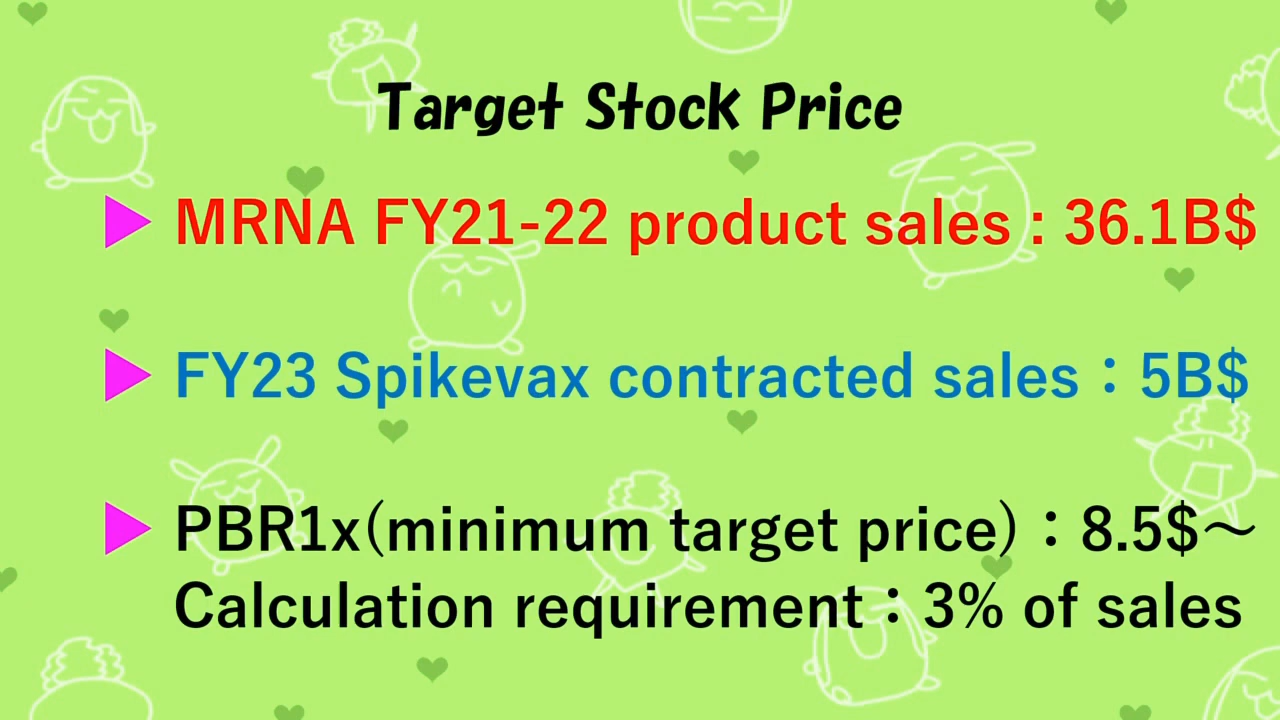 Target Stock Price
MRNA FY21-22 product sales : 36.1B$
FY23 Spikevax contracted sales：5B$
PBR1x(minimum target price)：8.5$～
Calculation requirement：3% of sales